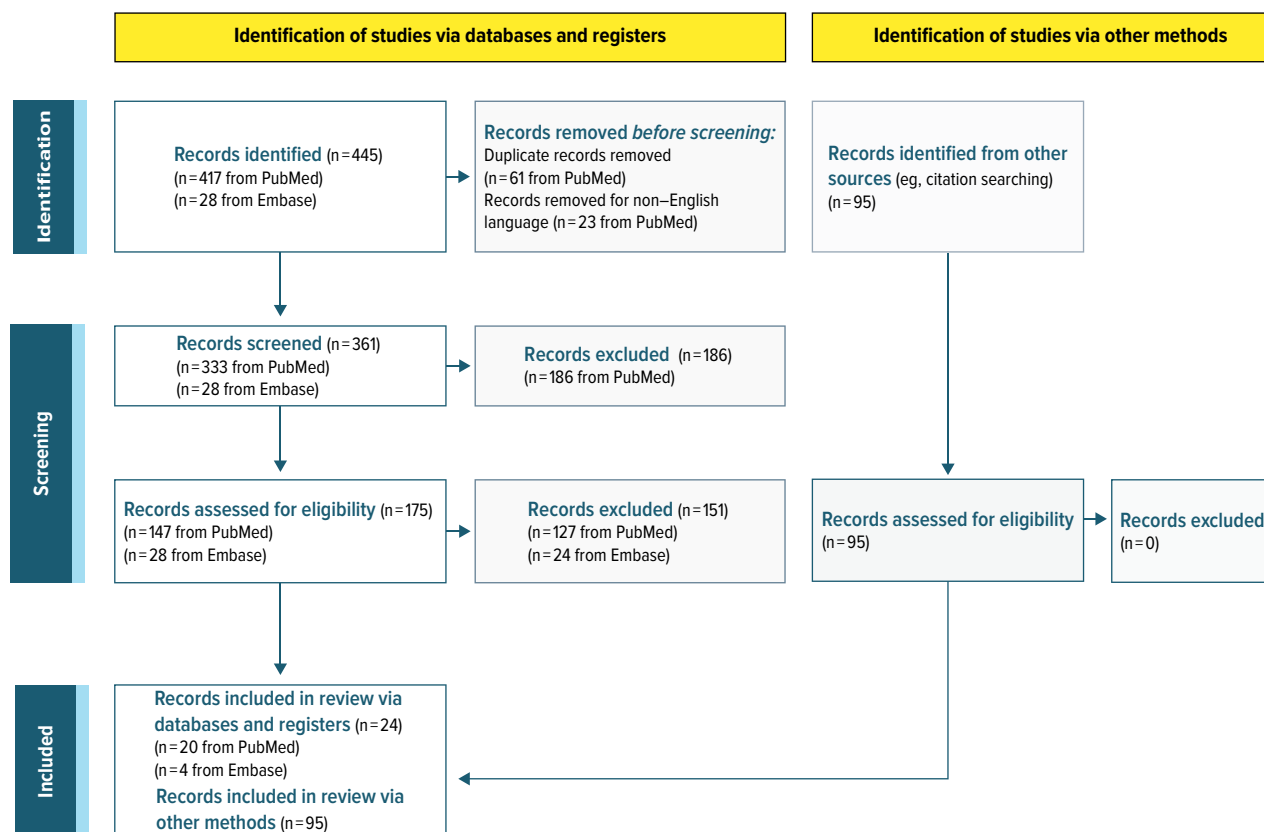 Identification of studies via databases and registers
Identification of studies via other methods
Identification
Records identified (n=445)
(n=417 from PubMed)
(n=28 from Embase)
Records removed before screening:
Duplicate records removed
(n=61 from PubMed)
Records removed for non–English
language (n=23 from PubMed)
Records identified from other
sources (eg, citation searching)
(n=95)
Screening
Records screened (n=361)
(n=333 from PubMed)
(n=28 from Embase)
Records excluded (n=186)
(n=186 from PubMed)
Records assessed for eligibility (n=175)
(n=147 from PubMed)
(n=28 from Embase)
Records excluded (n=151)
(n=127 from PubMed)
(n=24 from Embase)
Records assessed for eligibility
(n=95)
Records excluded
(n=0)
Included
Records included in review via
databases and registers (n=24)
(n=20 from PubMed)
(n=4 from Embase)
Records included in review via
other methods (n=95)